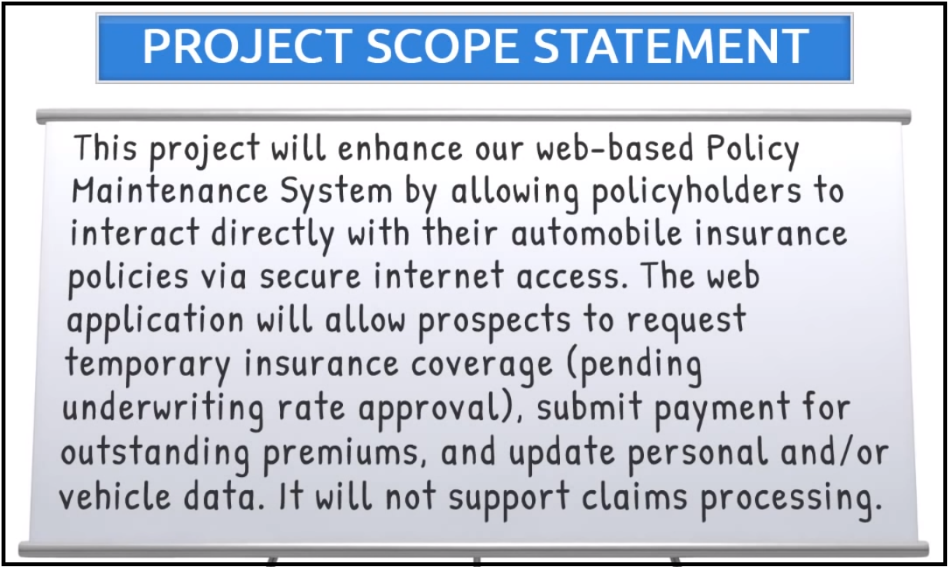 PROJECT SCOPE STATEMENT
This project will enhance our web-based Policy
Maintenance System by allowing policyholders to
interact directly with their automobile insurance
policies via secure internet access. The web
application will allow prospects to request
temporary insurance coverage (pending
underwriting rate approval), submit payment for
outstanding premiums, and update personal and/or
vehicle data. It will not support claims processing.